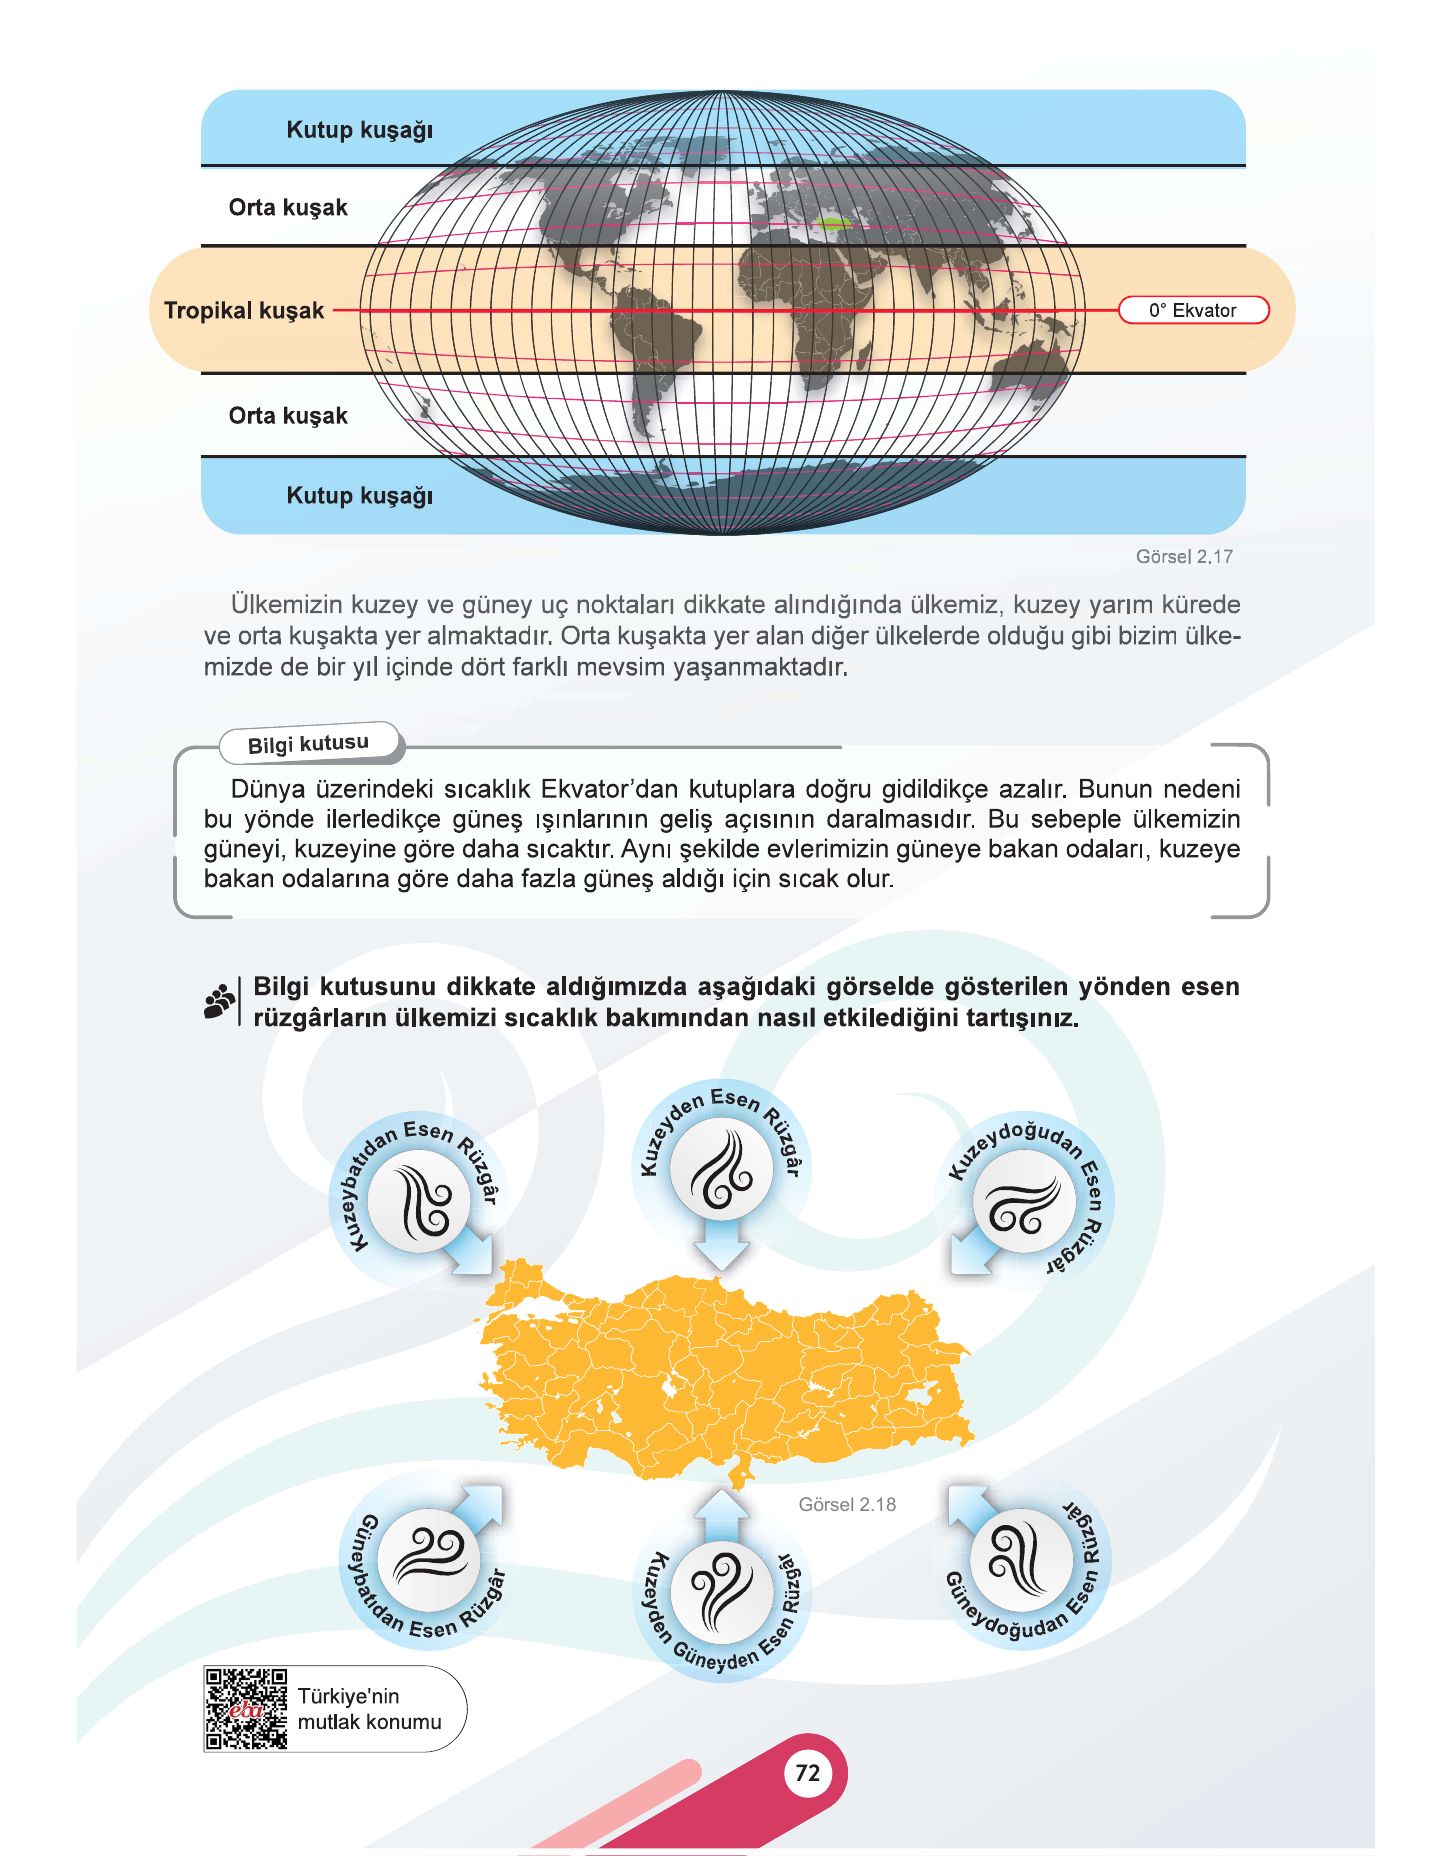 Kutup kuşağı
Orta kuşak
Tropikal kuşak
0° Ekvator
Orta kuşak
Kutup kuşağı
Görsel 2.17
Ülkemizin kuzey ve güney uç noktaları dikkate alındığında ülkemiz, kuzey yarım kürede
ve orta kuşakta yer almaktadır. Orta kuşakta yer alan diğer ülkelerde olduğu gibi bizim ülke-
mizde de bir yıl içinde dört farklı mevsim yaşanmaktadır.
Bilgi kutusu
Dünya üzerindeki sıcaklık Ekvator’dan kutuplara doğru gidildikçe azalır. Bunun nedeni
bu yönde ilerledikçe güneş ışınlarının geliş açısının daralmasıdır. Bu sebeple ülkemizin
güneyi, kuzeyine göre daha sıcaktır. Aynı şekilde evlerimizin güneye bakan odaları, kuzeye
bakan odalarına göre daha fazla güneş aldığı için sıcak olur.
Bilgi kutusunu dikkate aldığımızda aşağıdaki görselde gösterilen yönden esen
rüzgârların ülkemizi sıcaklık bakımından nasıl etkilediğini tartışınız.
Kuzeybatıdan Esen Rüzgâr
Kuzeyden Esen Rüzgâr
Kuzeydoğudan Esen Rüzgâr
Görsel 2.18
Güneybatıdan Esen Rüzgâr
Kuzeyden Güneyden Esen Rüzgâr
Güneydoğudan Esen Rüzgâr
eba
Türkiye'nin
mutlak konumu
72